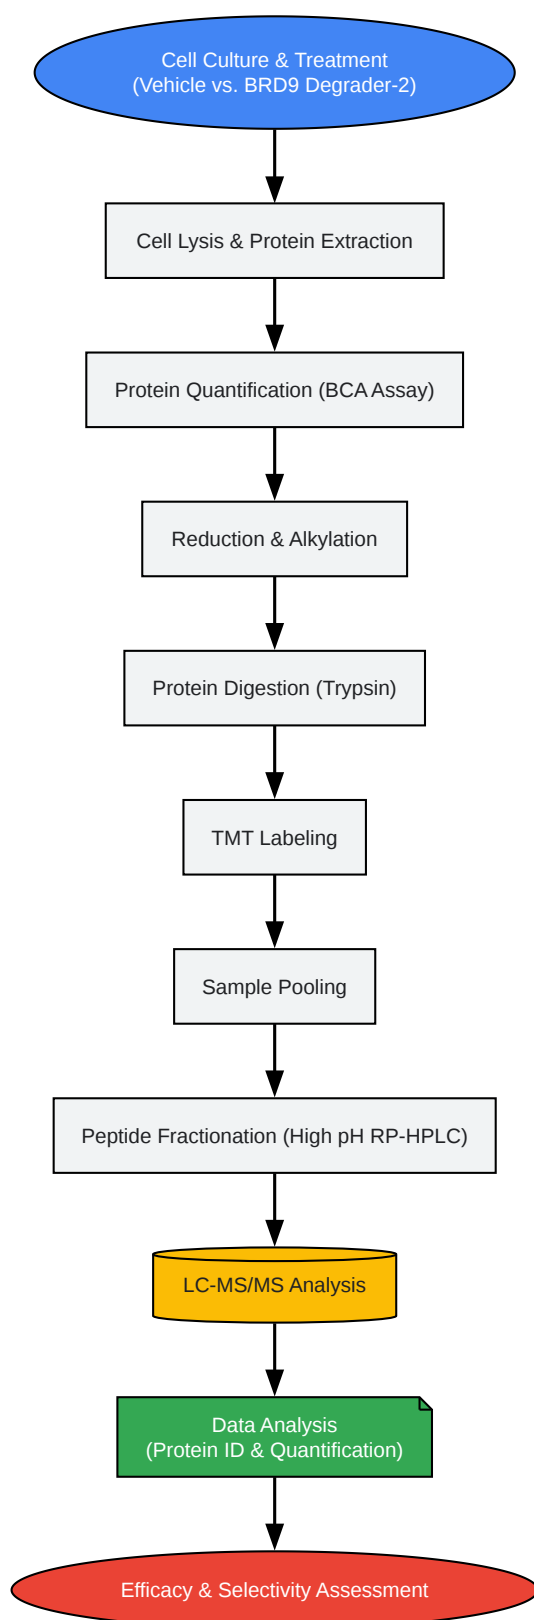 Cell Culture & Treatment
(Vehicle vs. BRD9 Degrader-2)
Cell Lysis & Protein Extraction
Protein Quantification (BCA Assay)
Reduction & Alkylation
Protein Digestion (Trypsin)
TMT Labeling
Sample Pooling
Peptide Fractionation (High pH RP-HPLC)
LC-MS/MS Analysis
Data Analysis
(Protein ID & Quantification)
Efficacy & Selectivity Assessment